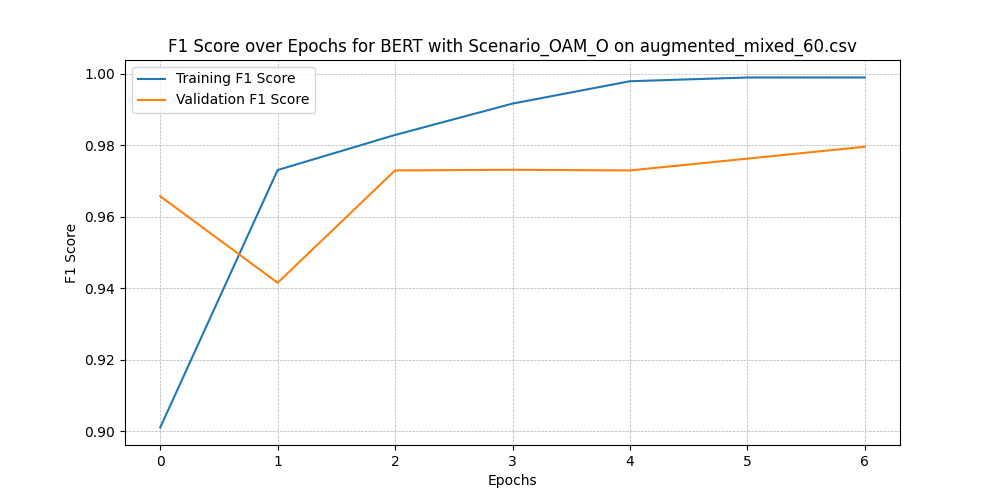 F1 Score over Epochs for BERT with Scenario_OAM_O on augmented_mixed_60.csv
Training F1 Score
Validation F1 Score
1.00
0.98
0.96
0.94
0.92
0.90
F1 Score
0 1 2 3 4 5 6
Epochs